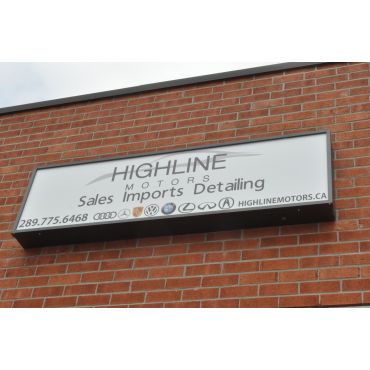 HIGHLINE
MOTORS
Sales Imports Detailing
289.775.6468 HIGHLINEMOTORS.CA